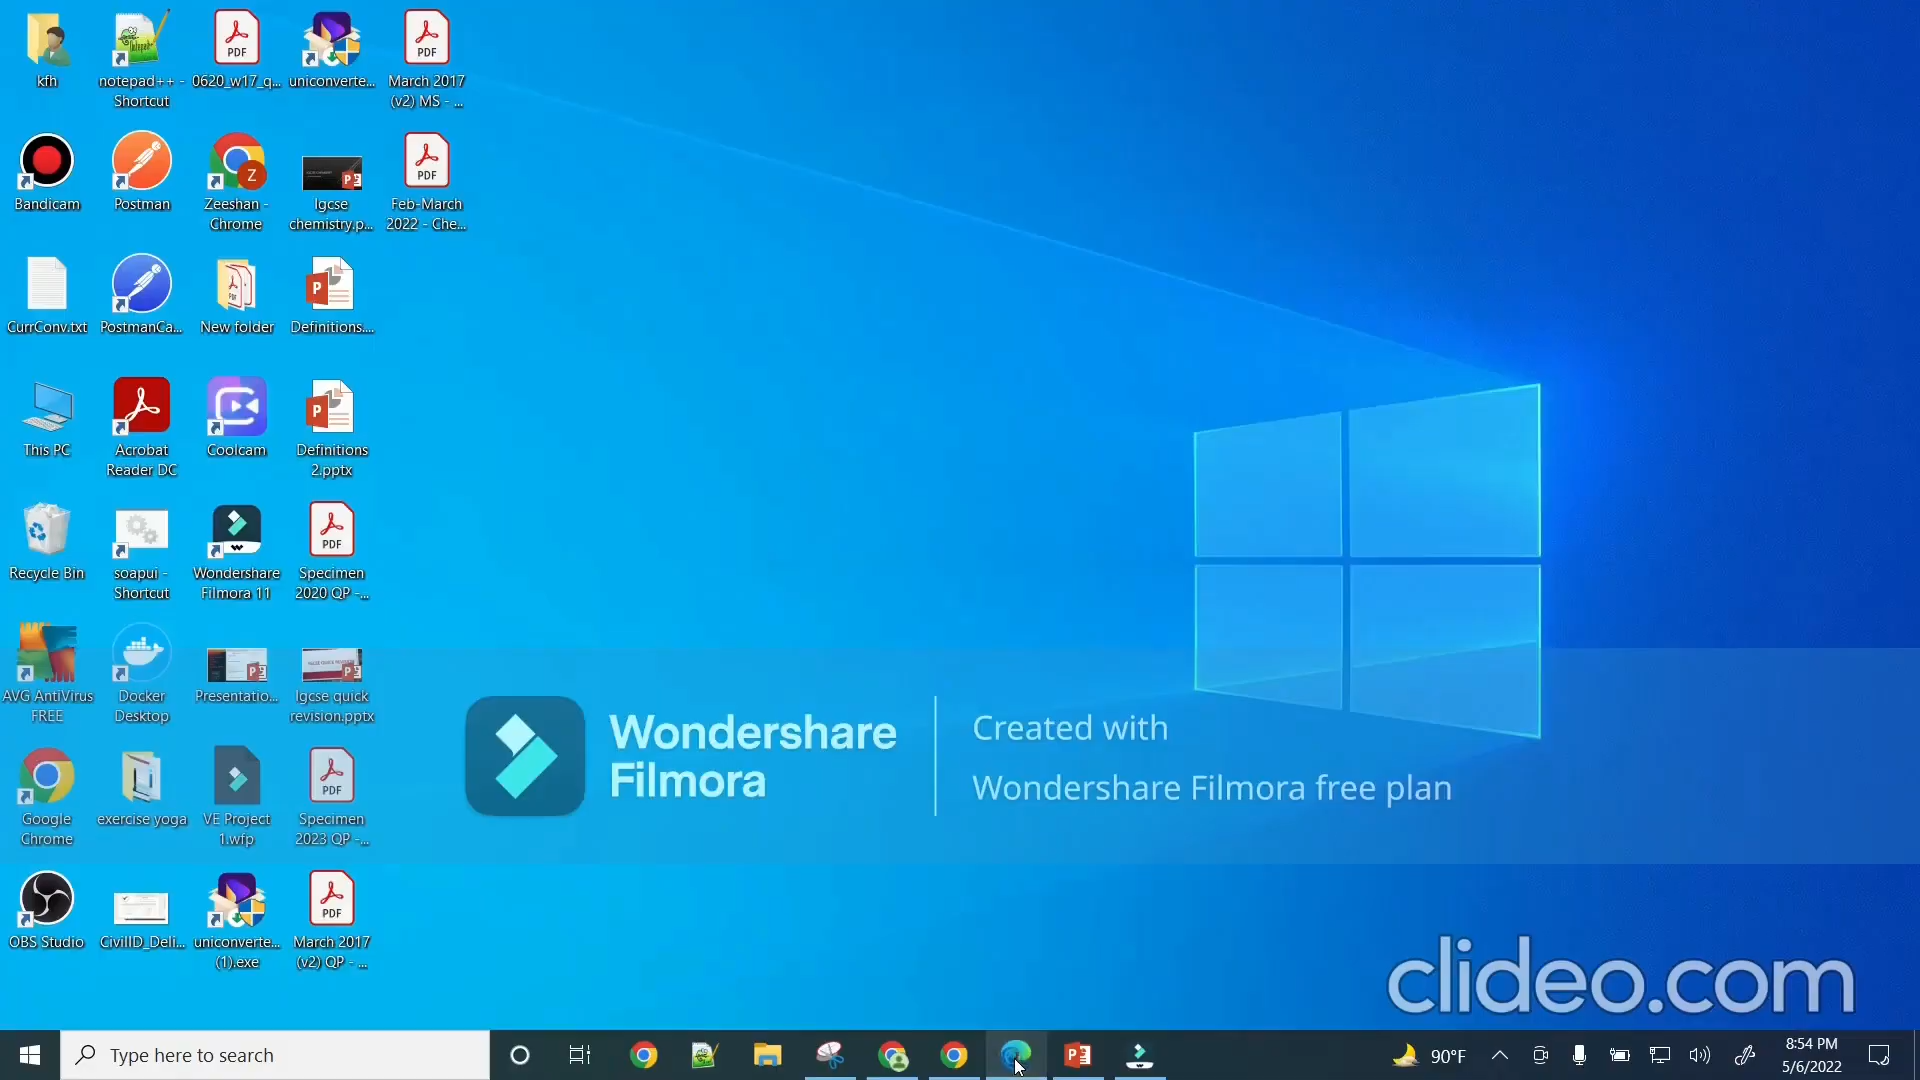 kfh
notepad++ -
Shortcut
0620_w17_q...
uniconverte...
March 2017
(v2) MS - ...
Bandicam
Postman
Zeeshan -
Chrome
Igcse
chemistry.p...
Feb-March
2022 - Che...
CurrConv.txt
PostmanCa...
New folder
Definitions....
This PC
Acrobat
Reader DC
Coolcam
Definitions
2.pptx
Recycle Bin
soapui -
Shortcut
Wondershare
Filmora 11
Specimen
2020 QP -...
AVG AntiVirus
FREE
Docker
Desktop
Presentatio...
Igcse quick
revision.pptx
Google
Chrome
exercise yoga
VE Project
1.wfp
Specimen
2023 QP -...
OBS Studio
CivilID_Deli...
uniconverte...
(1).exe
March 2017
(v2) QP - ...
Wondershare
Filmora
Created with
Wondershare Filmora free plan
clideo.com
Type here to search
90°F
8:54 PM
5/6/2022